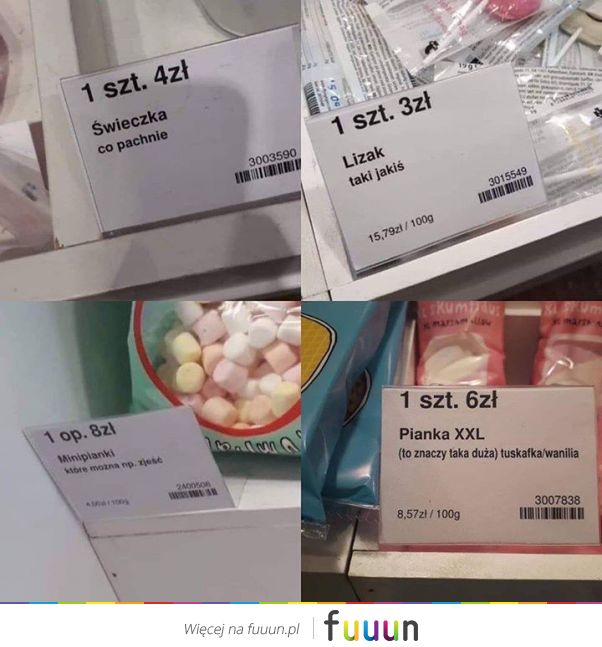 1 szt. 4zł
Świeczka
co pachnie
3003590
1 szt. 3zł
Lizak
taki jakiś
3015549
15,79zł / 100g
1 op. 8zł
Minipianki
które można np. zjeść
2400506
/ 100g
SKUM
1 szt. 6zł
Pianka XXL
(to znaczy taka duża) tuskafka/wanilia
3007838
8,57zł / 100g
Więcej na fuuun.pl
fuuun